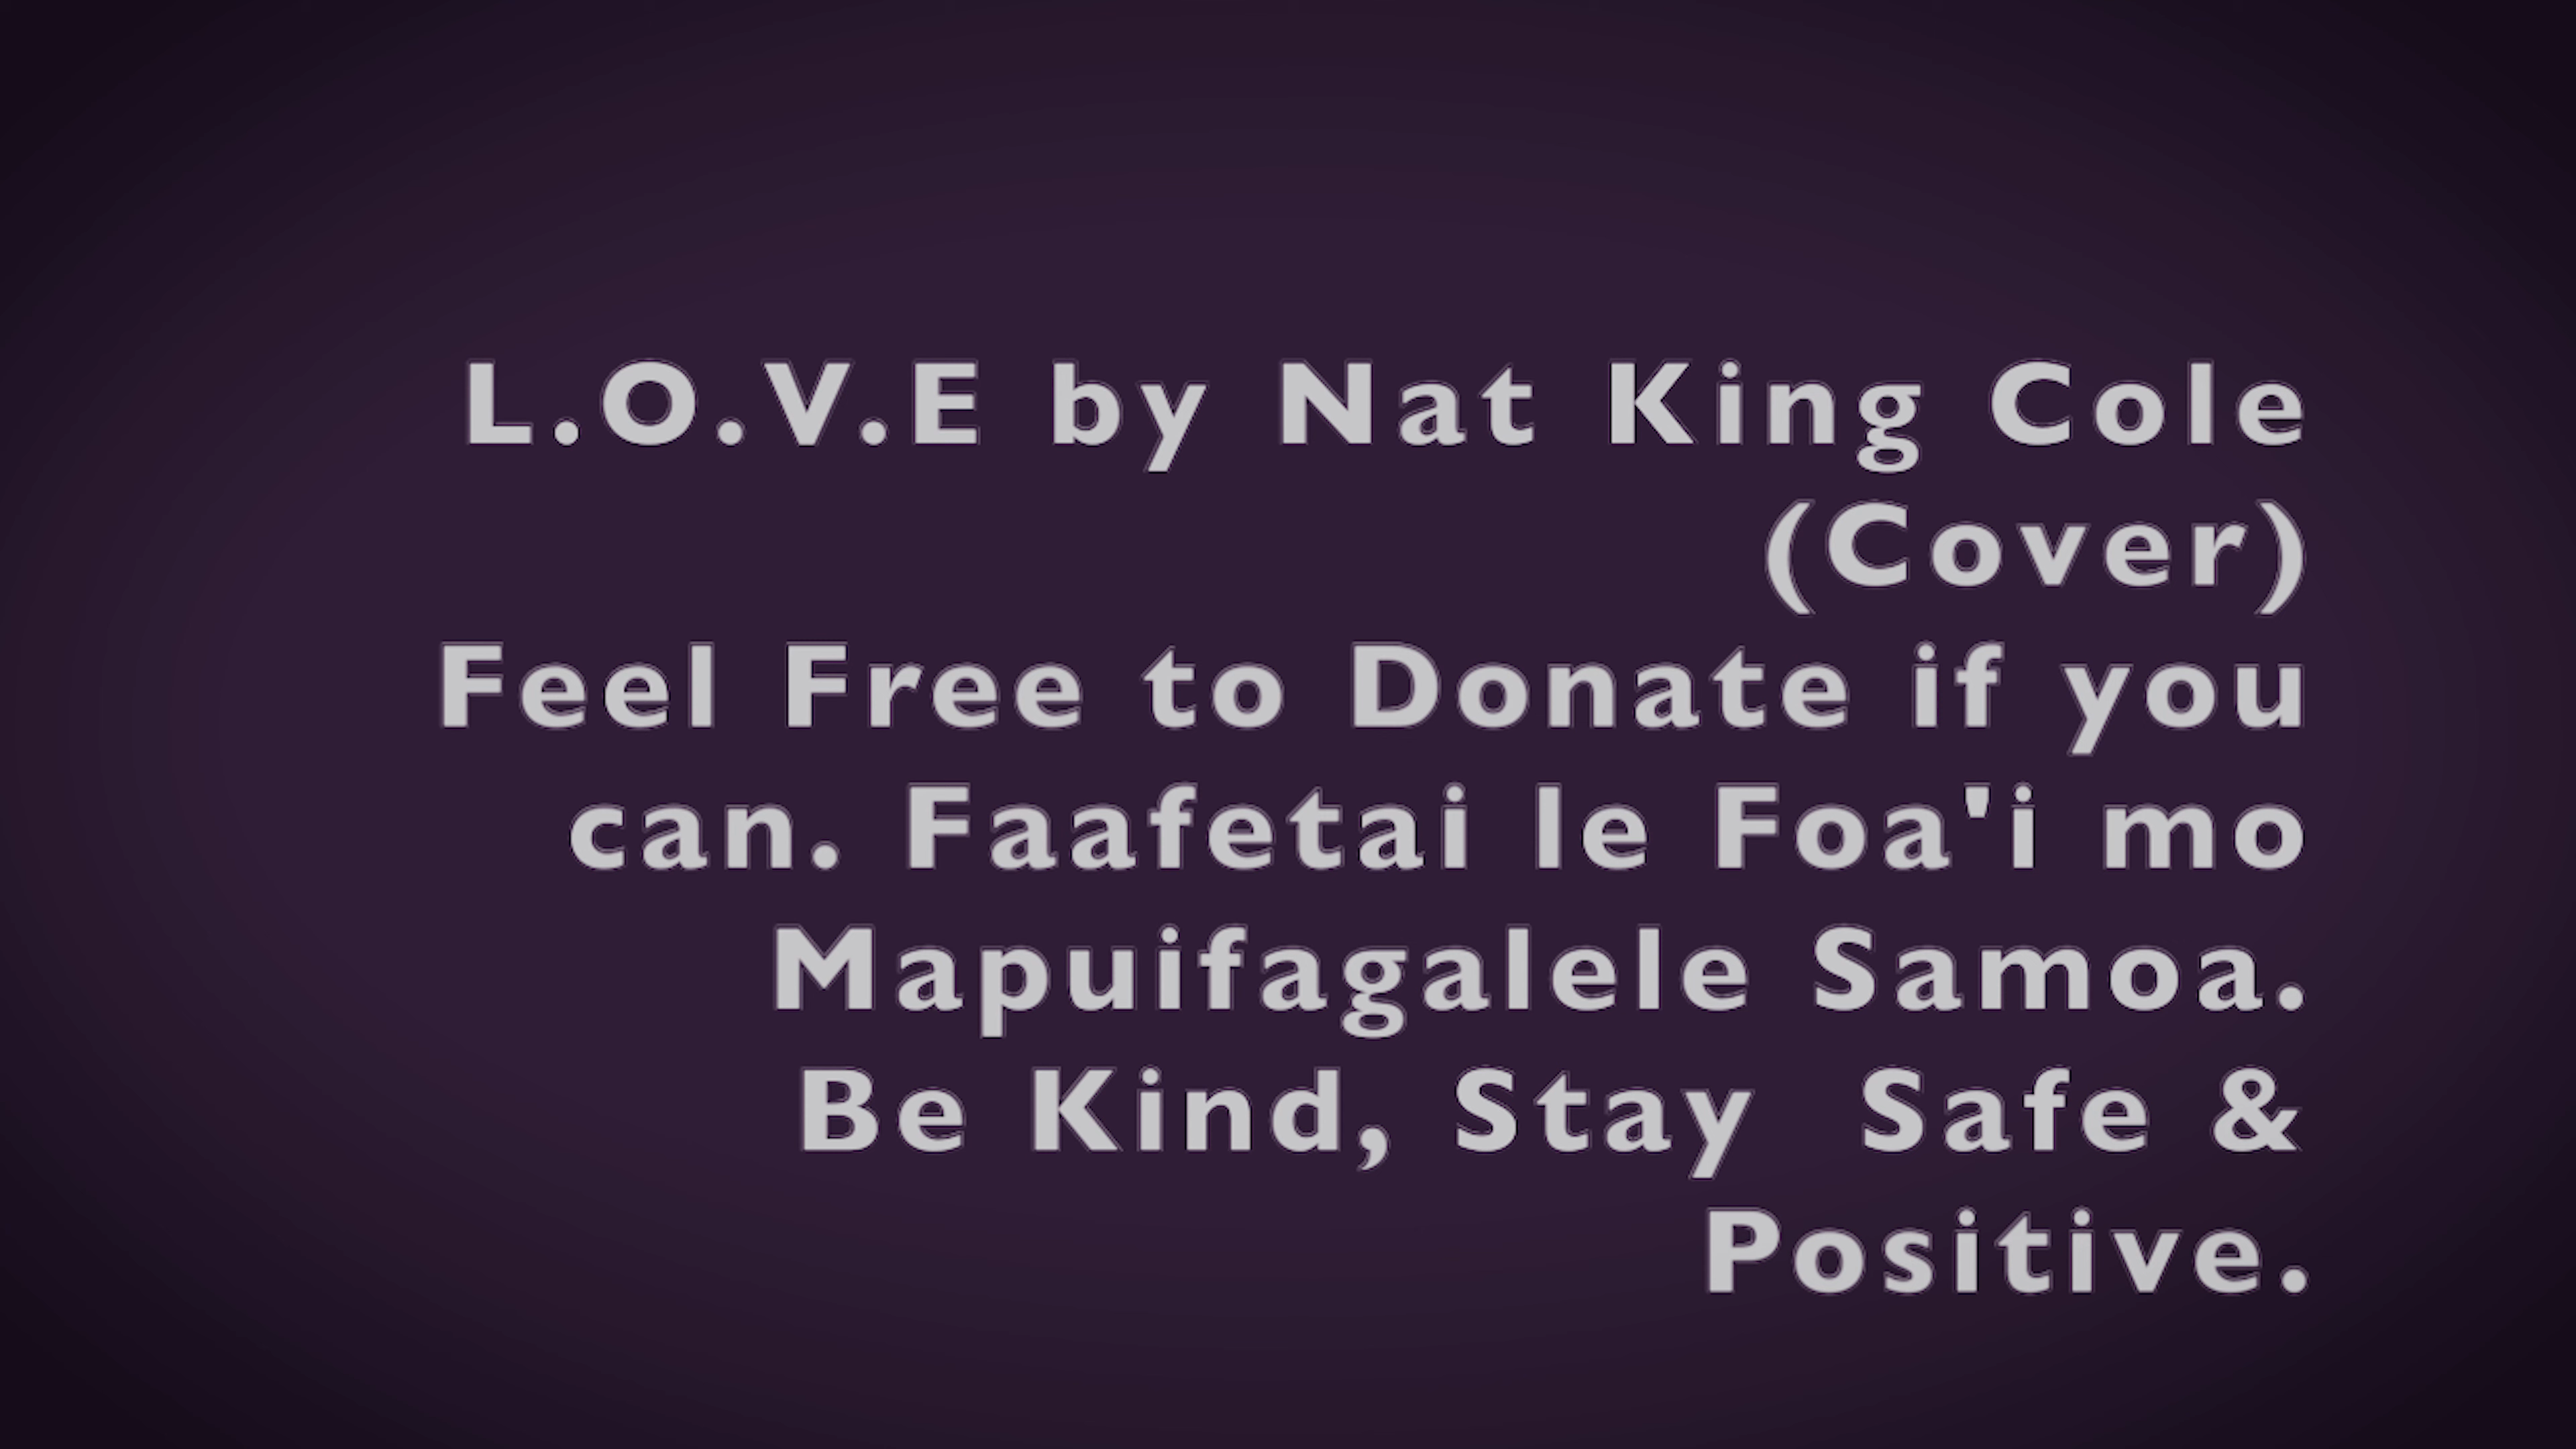 L.O.V.E by Nat King Cole
(Cover)
Feel Free to Donate if you
can. Faafetai le Foa'i mo
Mapuifagalele Samoa.
Be Kind, Stay  Safe &
Positive.